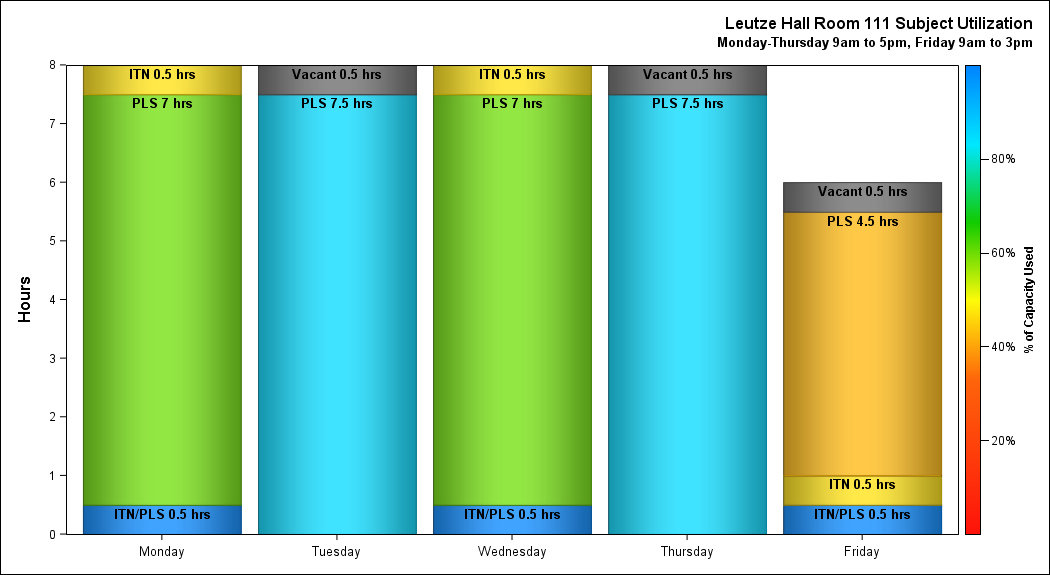 Leutze Hall Room 111 Subject Utilization
Monday-Thursday 9am to 5pm, Friday 9am to 3pm
Hours
8
7
6
5
4
3
2
1
0
ITN 0.5 hrs
PLS 7 hrs
ITN/PLS 0.5 hrs
Monday
Vacant 0.5 hrs
PLS 7.5 hrs
Tuesday
ITN 0.5 hrs
PLS 7 hrs
ITN/PLS 0.5 hrs
Wednesday
Vacant 0.5 hrs
PLS 7.5 hrs
Thursday
Vacant 0.5 hrs
PLS 4.5 hrs
ITN 0.5 hrs
ITN/PLS 0.5 hrs
Friday
80%
60%
40%
20%
% of Capacity Used